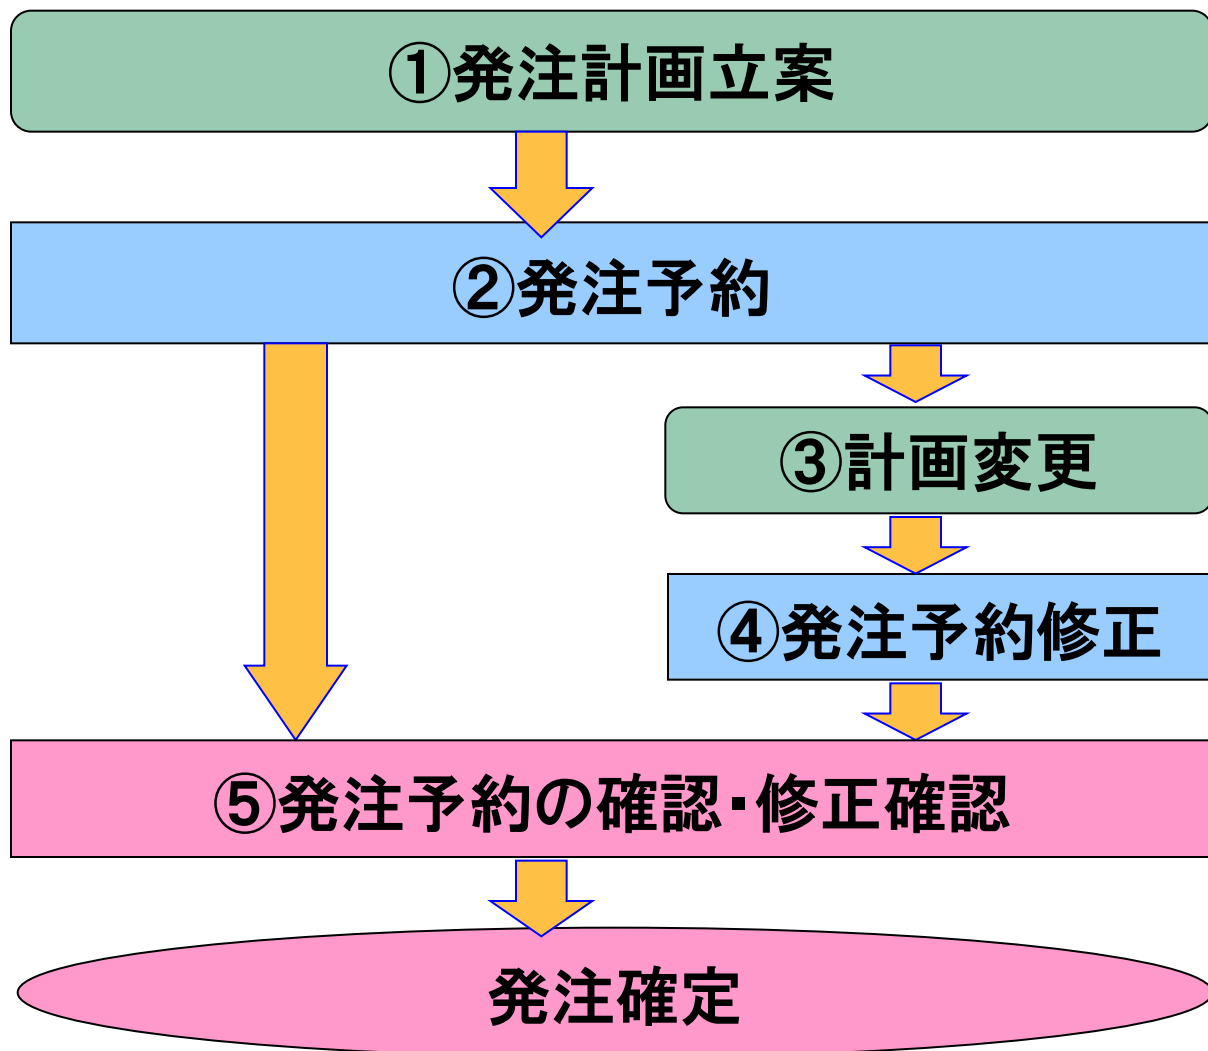 ①発注計画立案
②発注予約
③計画変更
④発注予約修正
⑤発注予約の確認・修正確認
発注確定